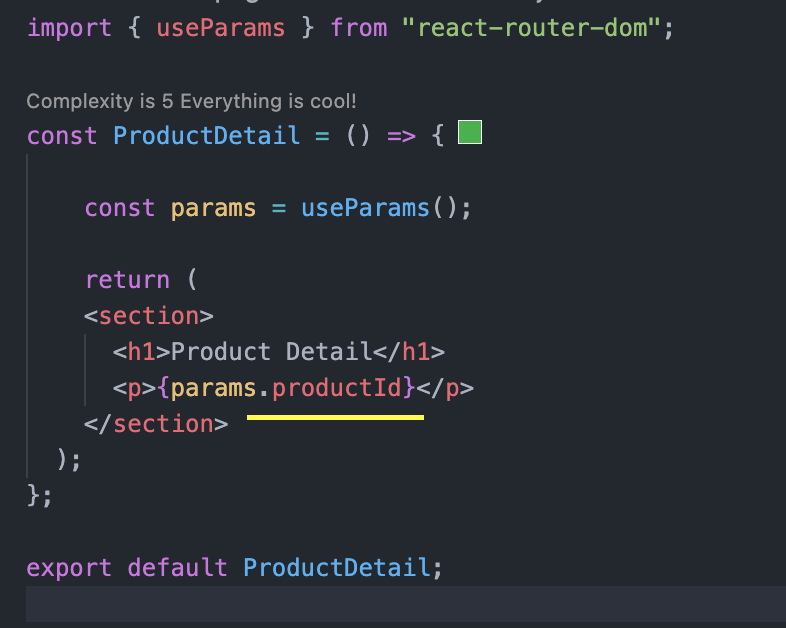 import { useParams } from "react-router-dom";
Complexity is 5 Everything is cool!
const ProductDetail = () => {
const params = useParams();
return (
<section>
<h1>Product Detail</h1>
<p>{params.productId}</p>
</section>
);
};
export default ProductDetail;